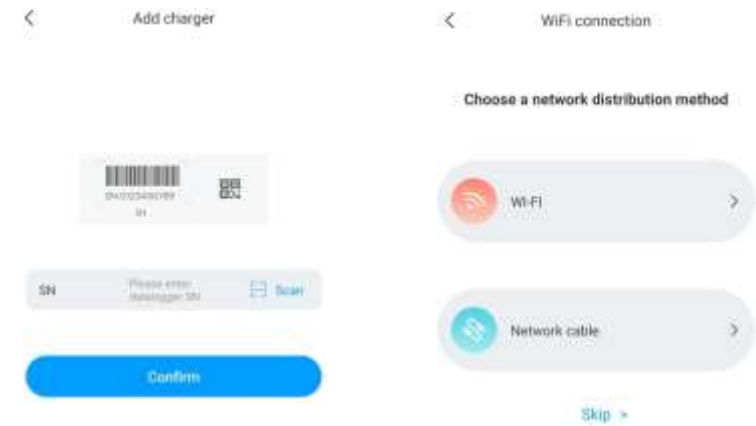 Add charger
SN
SN
Please enter
datalogger SN
Scan
Confirm
WiFi connection
Choose a network distribution method
WI-FI
Network cable
Skip >